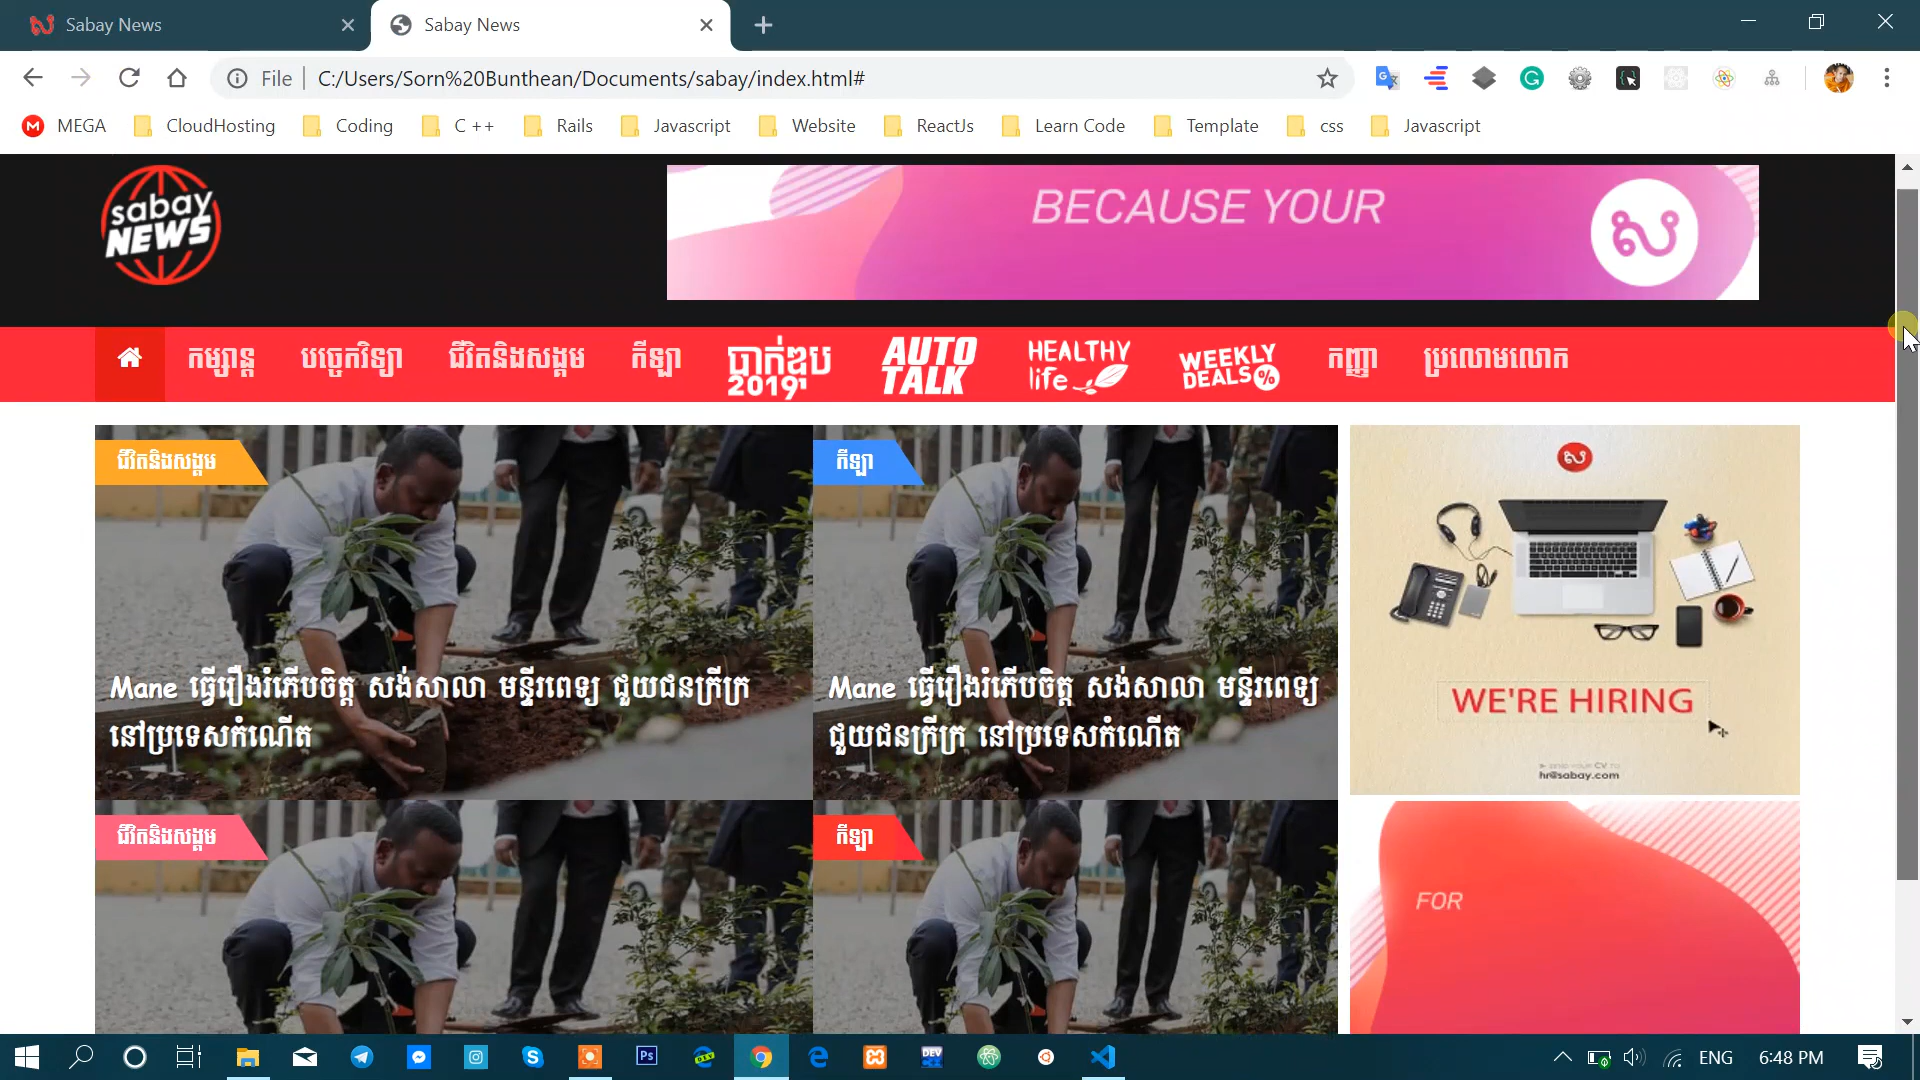 Sabay News
Sabay News
File
C:/Users/Sorn%20Bunthean/Documents/sabay/index.html#
MEGA
CloudHosting
Coding
C ++
Rails
Javascript
Website
ReactJs
Learn Code
Template
css
Javascript
sabay
NEWS
BECAUSE YOUR
កម្សាន្ត
បច្ចេកវិទ្យា
ជីវិតនិងសង្គម
កីឡា
បាក់ឌុប
2019
AUTO
TALK
HEALTHY
life
WEEKLY
DEALS%
កញ្ញា
ប្រលោមលោក
ជីវិតនិងសង្គម
កីឡា
Mane ធ្វើរឿងរំភើបចិត្ត សង់សាលា មន្ទីរពេទ្យ ជួយជនក្រីក្រ
នៅប្រទេសកំណើត
Mane ធ្វើរឿងរំភើបចិត្ត សង់សាលា មន្ទីរពេទ្យ
ជួយជនក្រីក្រ នៅប្រទេសកំណើត
WE'RE HIRING
SEND YOUR CV TO
hr@sabay.com
ជីវិតនិងសង្គម
កីឡា
FOR
Ps
DEV
ENG
6:48 PM